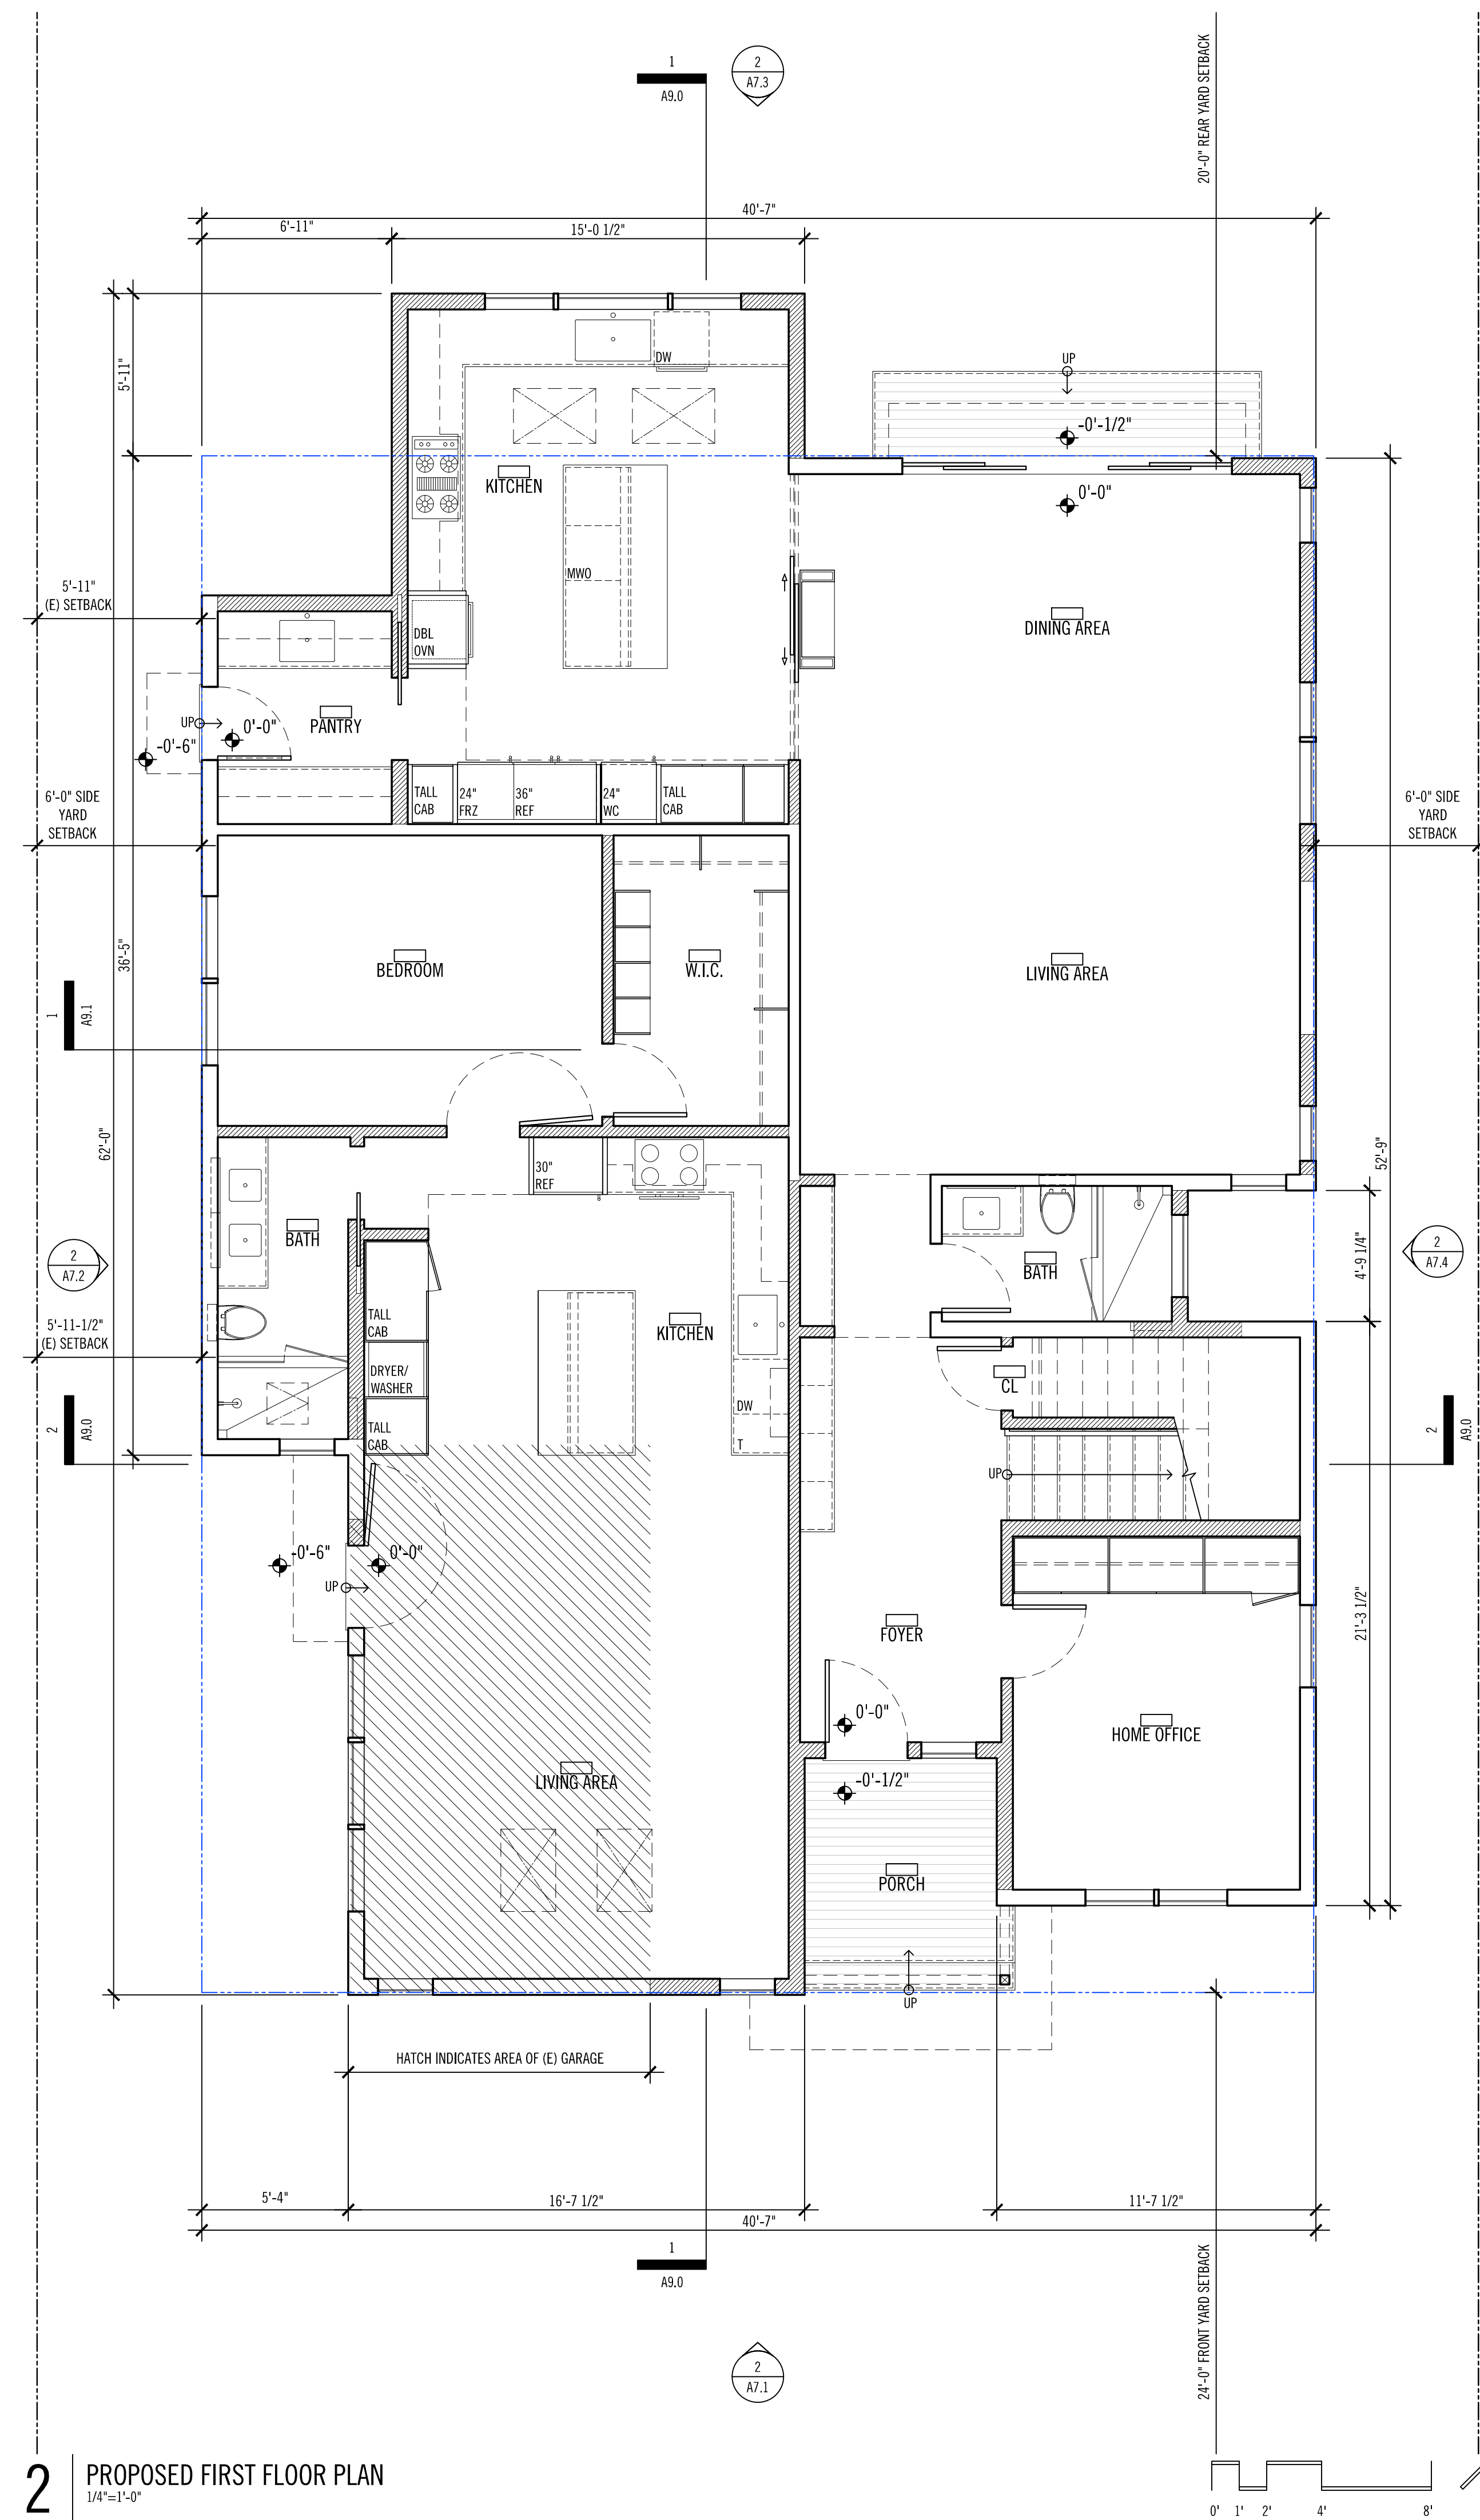 1
A9.0
2
A7.3
20'-0" REAR YARD SETBACK
40'-7"
6'-11"
15'-0 1/2"
5'-11"
UP
-0'-1/2"
DW
KITCHEN
0'-0"
MWO
5'-11"
(E) SETBACK
DINING AREA
DBL
OVN
UP
0'-0"
PANTRY
-0'-6"
6'-0" SIDE
YARD
SETBACK
TALL
CAB
24"
FRZ
36"
REF
24"
WC
TALL
CAB
6'-0" SIDE
YARD
SETBACK
36'-5"
BEDROOM
W.I.C.
LIVING AREA
1
A9.1
62'-0"
52'-9"
30"
REF
BATH
2
A7.2
BATH
4'-9 1/4"
2
A7.4
5'-11-1/2"
(E) SETBACK
TALL
CAB
KITCHEN
DRYER/
WASHER
CL
DW
TALL
CAB
T
2
A9.0
UP
2
A9.0
-0'-6"
0'-0"
UP
FOYER
21'-3 1/2"
0'-0"
HOME OFFICE
LIVING AREA
-0'-1/2"
PORCH
UP
HATCH INDICATES AREA OF (E) GARAGE
5'-4"
16'-7 1/2"
11'-7 1/2"
40'-7"
1
A9.0
24'-0" FRONT YARD SETBACK
2
A7.1
2
PROPOSED FIRST FLOOR PLAN
1/4"=1'-0"
0' 1' 2' 4' 8'